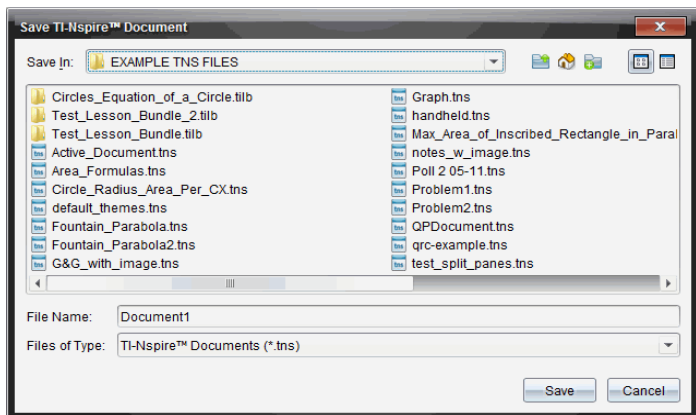 Save TI-Nspire™ Document
Save In: EXAMPLE TNS FILES
Circles_Equation_of_a_Circle.tilb
Test_Lesson_Bundle_2.tilb
Test_Lesson_Bundle.tilb
Active_Document.tns
Area_Formulas.tns
Circle_Radius_Area_Per_CX.tns
default_themes.tns
Fountain_Parabola.tns
Fountain_Parabola2.tns
G&G_with_image.tns
Graph.tns
handheld.tns
Max_Area_of_Inscribed_Rectangle_in_Paral
notes_w_image.tns
Poll 2 05-11.tns
Problem1.tns
Problem2.tns
QPDocument.tns
qrc-example.tns
test_split_panes.tns
File Name: Document1
Files of Type: TI-Nspire™ Documents (*.tns)
Save Cancel